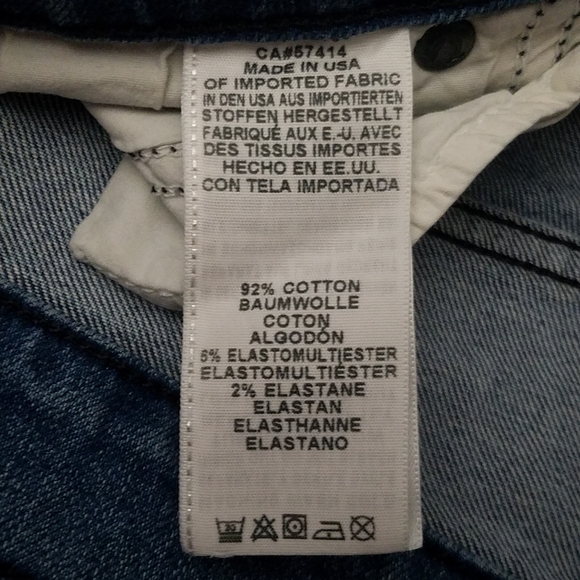 CA#57414
MADE IN USA
OF IMPORTED FABRIC
IN DEN USA AUS IMPORTIERTEN
STOFFEN HERGESTELLT
FABRIQUÉ AUX E.-U. AVEC
DES TISSUS IMPORTES
HECHO EN EE.UU.
CON TELA IMPORTADA
92% COTTON
BAUMWOLLE
COTON
ALGODÓN
6% ELASTOMULTIESTER
ELASTOMULTIÉSTER
2% ELASTANE
ELASTAN
ELASTHANNE
ELASTANO